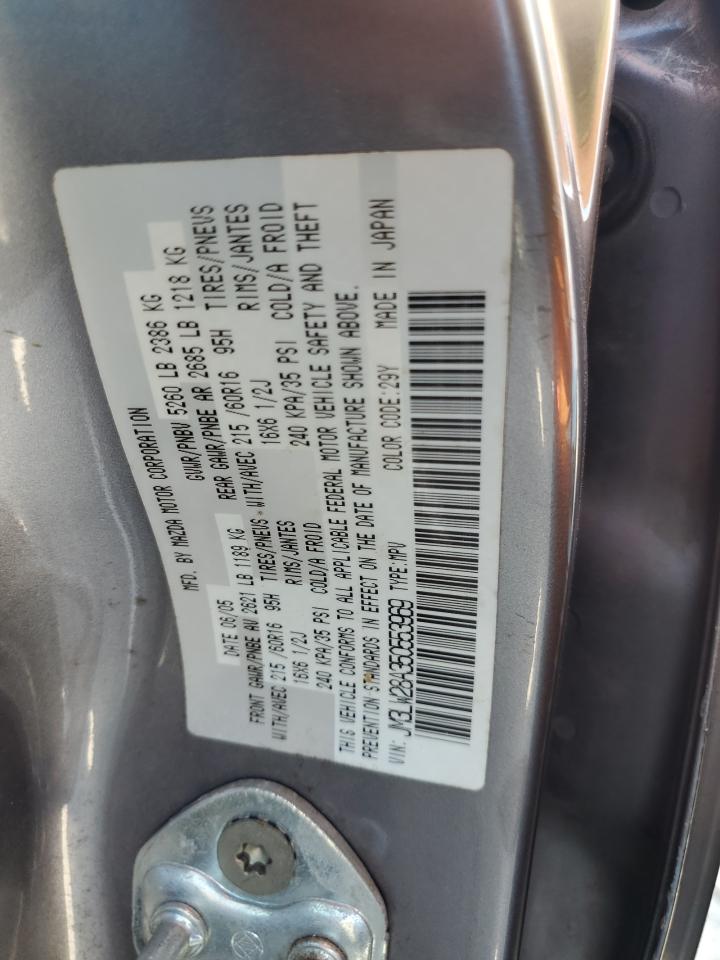 MFD. BY MAZDA MOTOR CORPORATION
DATE 06/05 GVWR/PNBV 5260 LB 2386 KG
FRONT GAWR/PNBE AV 2621 LB 1189 KG REAR GAWR/PNBE AR 2685 LB 1218 KG
WITH/AVEC 215 /60R16 95H TIRES/PNEUS WITH/AVEC 215 /60R16 95H TIRES/PNEUS
16X6 1/2J RIMS/JANTES 16X6 1/2J RIMS/JANTES
240 KPA/35 PSI COLD/A FROID 240 KPA/35 PSI COLD/A FROID
THIS VEHICLE CONFORMS TO ALL APPLICABLE FEDERAL MOTOR VEHICLE SAFETY AND THEFT
PREVENTION STANDARDS IN EFFECT ON THE DATE OF MANUFACTURE SHOWN ABOVE.
VIN: JM3LW28A350553969 TYPE:MPV COLOR CODE:29Y MADE IN JAPAN